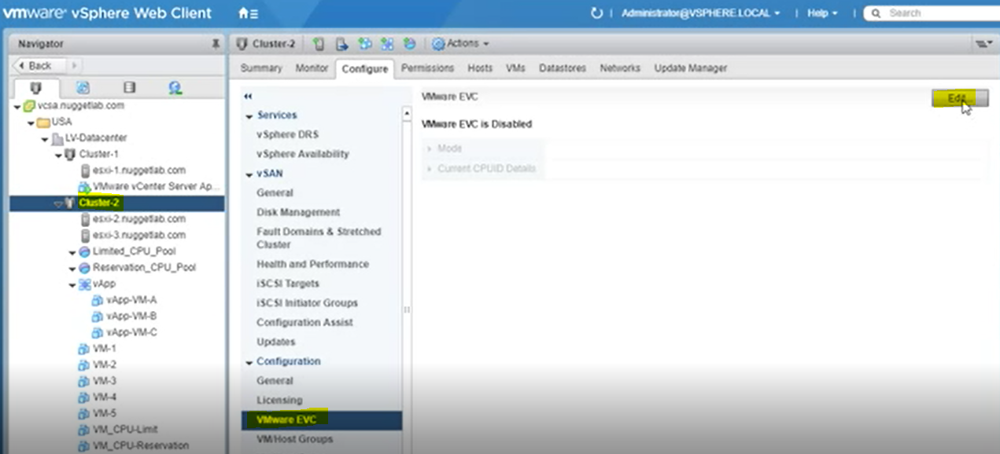 vmware® vSphere Web Client
Administrator@VSPHERE.LOCAL
Help
Search
Navigator
Back
vcsa.nuggetlab.com
USA
LV-Datacenter
Cluster-1
esxi-1.nuggetlab.com
VMware vCenter Server Ap...
Cluster-2
esxi-2.nuggetlab.com
esxi-3.nuggetlab.com
Limited_CPU_Pool
Reservation_CPU_Pool
vApp
vApp-VM-A
vApp-VM-B
vApp-VM-C
VM-1
VM-2
VM-3
VM-4
VM-5
VM_CPU-Limit
VM_CPU-Reservation
Cluster-2
Actions
Summary Monitor Configure Permissions Hosts VMs Datastores Networks Update Manager
Services
vSphere DRS
vSphere Availability
vSAN
General
Disk Management
Fault Domains & Stretched
Cluster
Health and Performance
iSCSI Targets
iSCSI Initiator Groups
Configuration Assist
Updates
Configuration
General
Licensing
VMware EVC
VM/Host Groups
VMware EVC
Edit...
VMware EVC is Disabled
Mode
Current CPUID Details